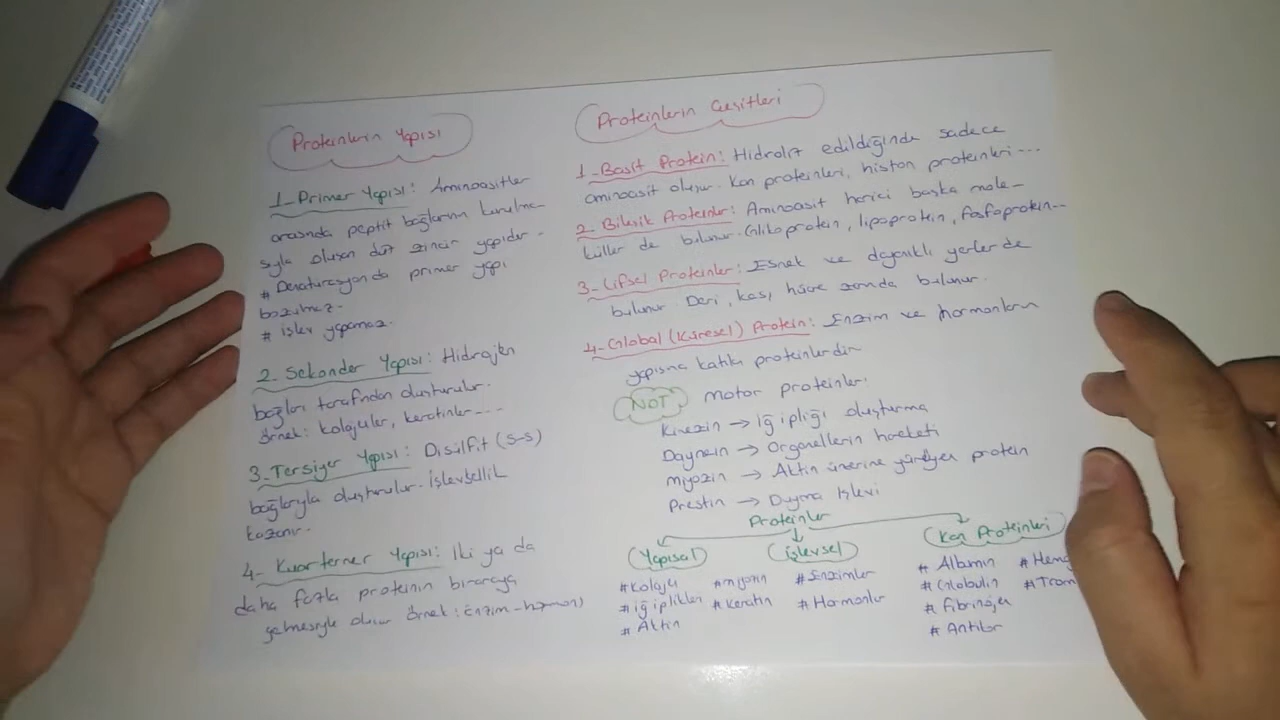 Proteinlerin Yapısı
1-Primer Yapısı: Aminoasitler
arasında peptit bağlarının kurulma-
sıyla oluşan düz zincir yapıdır.
# Denaturasyonda primer yapı
bozulmaz.
# işlev yapamaz.
2. Sekonder Yapısı: Hidrojen
bağları tarafından oluşturulur.
örnek: kolajenler, keratinler----
3.Tersiyer Yapısı: Disülfit (s-s)
bağlarıyla oluşturulur. İşlevsellik
kazanır.
4- Kuarterner Yapısı: İki ya da
daha fazla proteinin biraraya
gelmesiyle oluşur Örnek: Enzim-hormon)
Proteinlerin Çeşitleri
1-Basit Protein: Hidroliz edildiğinde sadece
aminoasit oluşur. Kan proteinleri, histon proteinleri---
2. Bileşik Proteinler: Aminoasit harici başka mole-
küller de bulunur. Glikoprotein, lipoprotein, fosfoprotein--
3-Lifsel Proteinler: Esnek ve dayanıklı yerlerde
bulunur. Deri, kas, hücre zarında bulunur.
4-Global (Küresel) Protein: Enzim ve hormonların
yapısına katılan proteinlerdir
NOT motor proteinler:
Kinezin → İğ ipliği oluşturma
Daynein → Organellerin hareketi
Miyozin → Aktin üzerine yürüyen protein
Prestin → Duyma işlevi
Proteinler
Yapısal
# Kolajen
# iğ iplikleri
# Aktin
# miyozin
# Keratin
işlevsel
# Enzimler
# Hormonlar
Kan Proteinleri
# Albümin
# Globulin
# Fibrinojen
# Antikor
# Hemog
# Trom